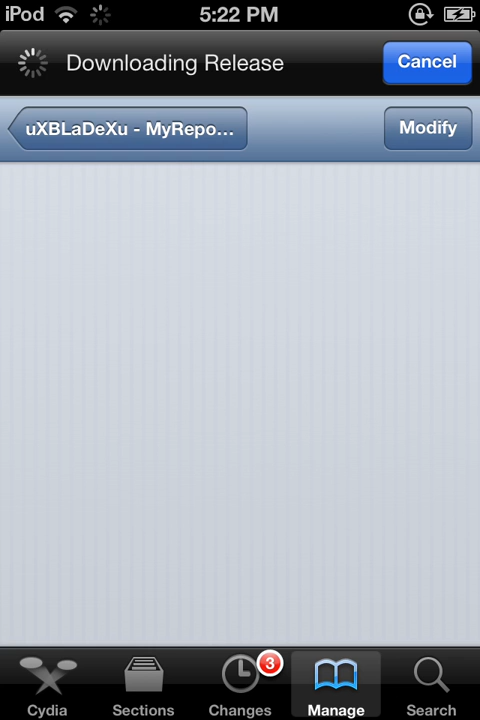 iPod 5:22 PM
Downloading Release Cancel
uXBLaDeXu - MyRepo... Modify
3
Cydia Sections Changes Manage Search